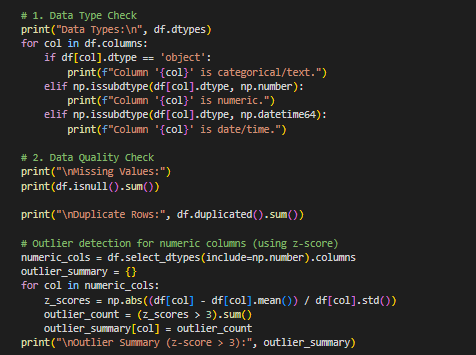 # 1. Data Type Check
print("Data Types:\n", df.dtypes)
for col in df.columns:
    if df[col].dtype == 'object':
        print(f"Column '{col}' is categorical/text.")
    elif np.issubdtype(df[col].dtype, np.number):
        print(f"Column '{col}' is numeric.")
    elif np.issubdtype(df[col].dtype, np.datetime64):
        print(f"Column '{col}' is date/time.")
# 2. Data Quality Check
print("\nMissing Values:")
print(df.isnull().sum())
print("\nDuplicate Rows:", df.duplicated().sum())
# Outlier detection for numeric columns (using z-score)
numeric_cols = df.select_dtypes(include=np.number).columns
outlier_summary = {}
for col in numeric_cols:
    z_scores = np.abs((df[col] - df[col].mean()) / df[col].std())
    outlier_count = (z_scores > 3).sum()
    outlier_summary[col] = outlier_count
print("\nOutlier Summary (z-score > 3):", outlier_summary)